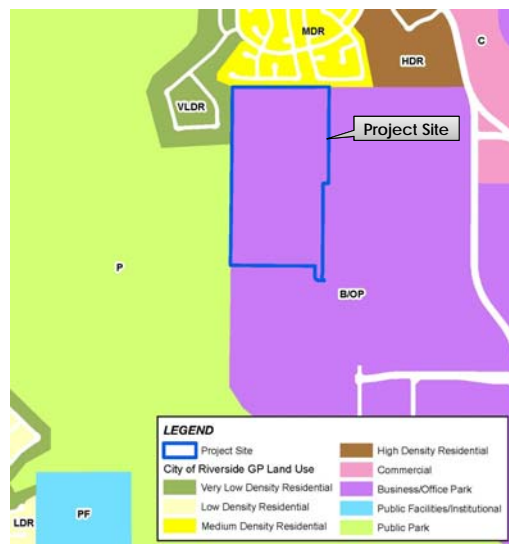 MDR
C
HDR
VLDR
Project Site
P
B/OP
LEGEND
Project Site
City of Riverside GP Land Use
Very Low Density Residential
Low Density Residential
Medium Density Residential
High Density Residential
Commercial
Business/Office Park
Public Facilities/Institutional
Public Park
PF
LDR